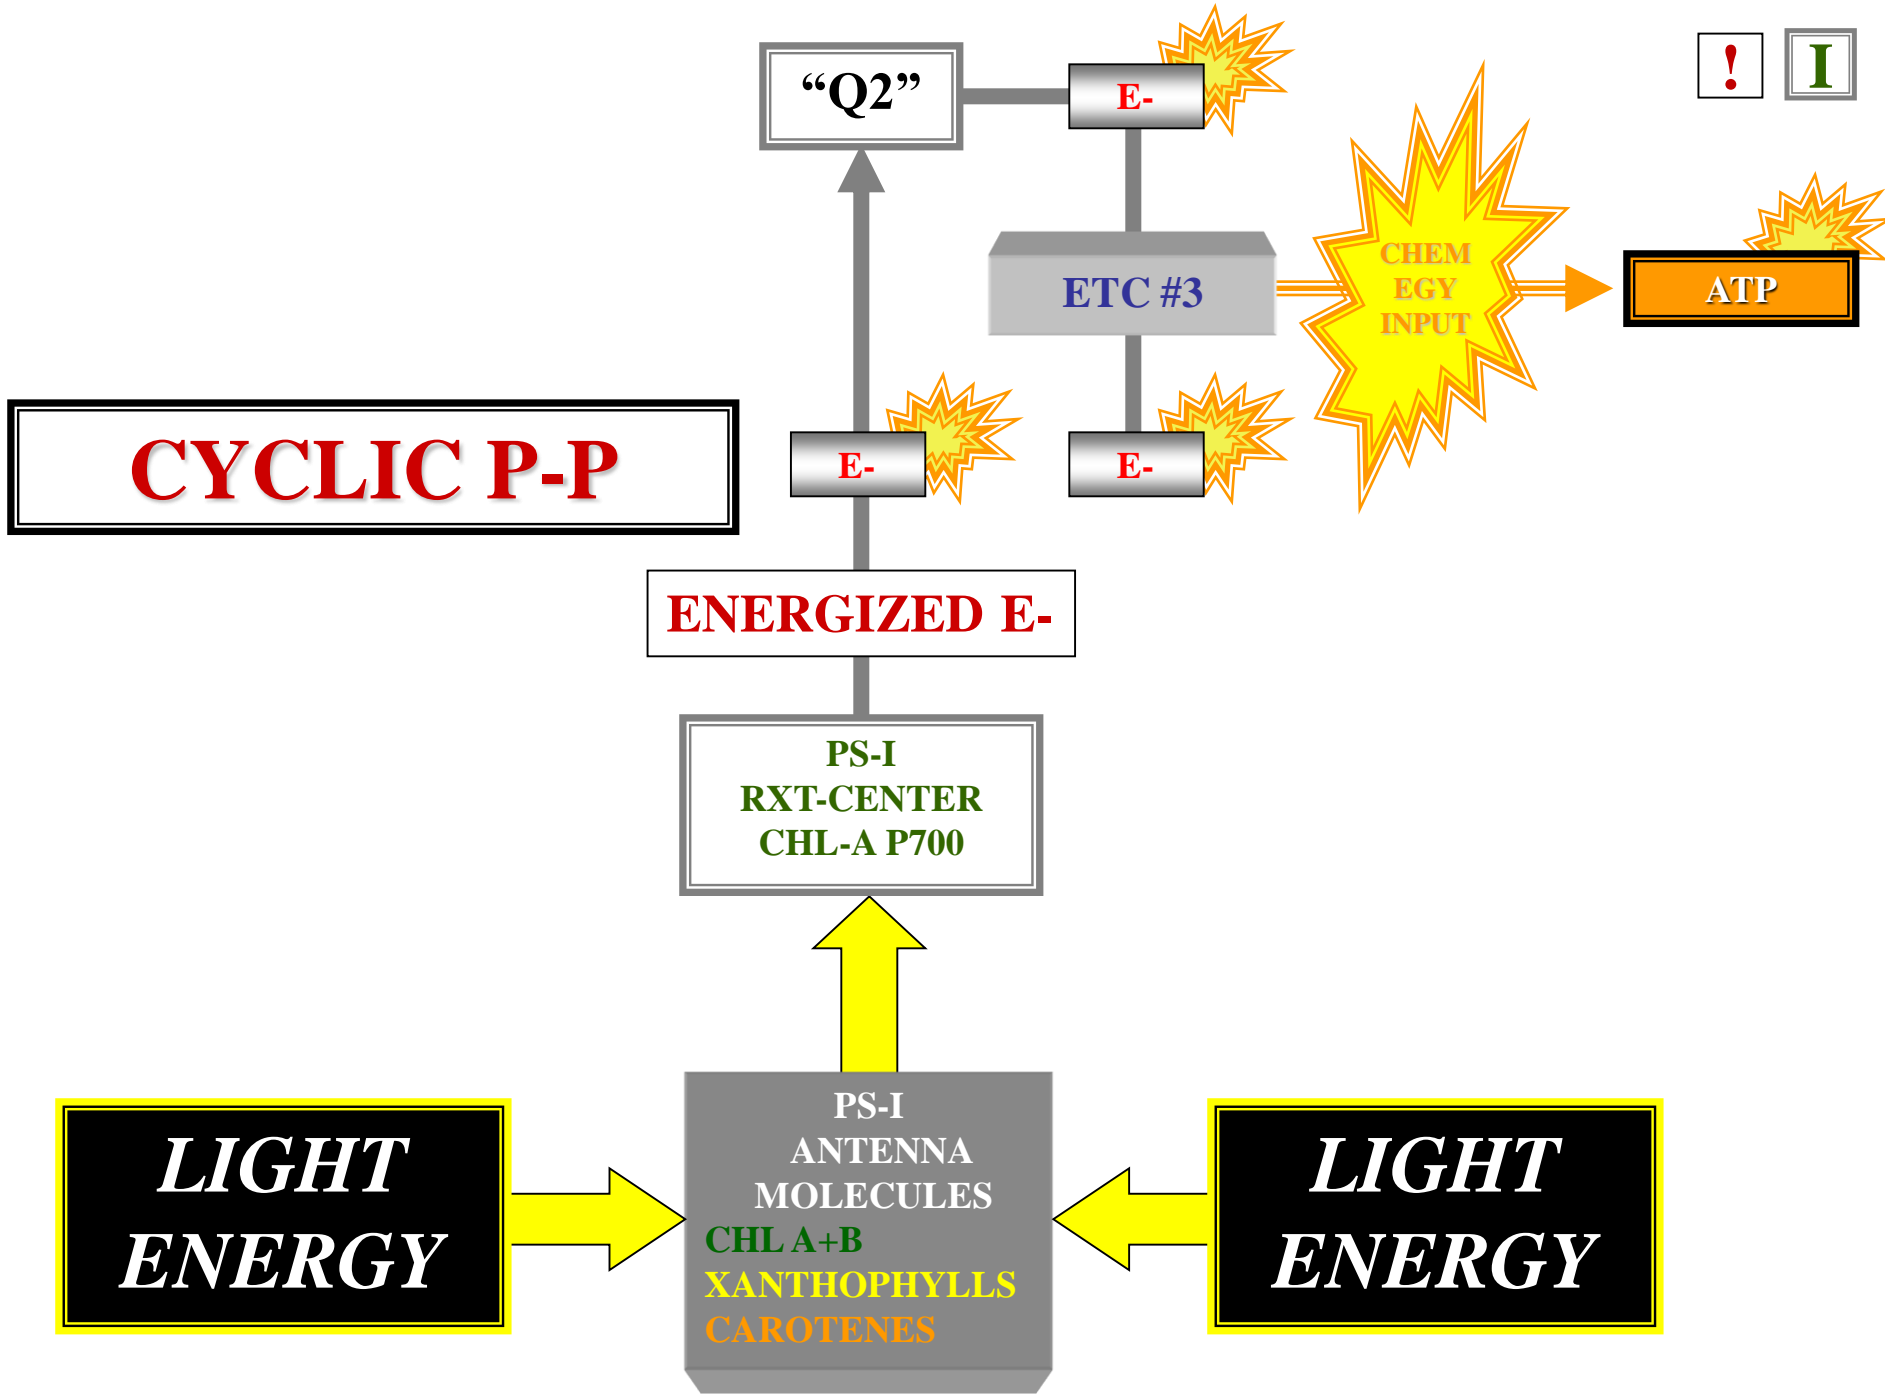 “Q2”
E-
!
I
ETC #3
CHEM
EGY
INPUT
ATP
CYCLIC P-P
E-
E-
ENERGIZED E-
PS-I
RXT-CENTER
CHL-A P700
LIGHT
ENERGY
PS-I
ANTENNA
MOLECULES
CHL A+B
XANTHOPHYLLS
CAROTENES
LIGHT
ENERGY